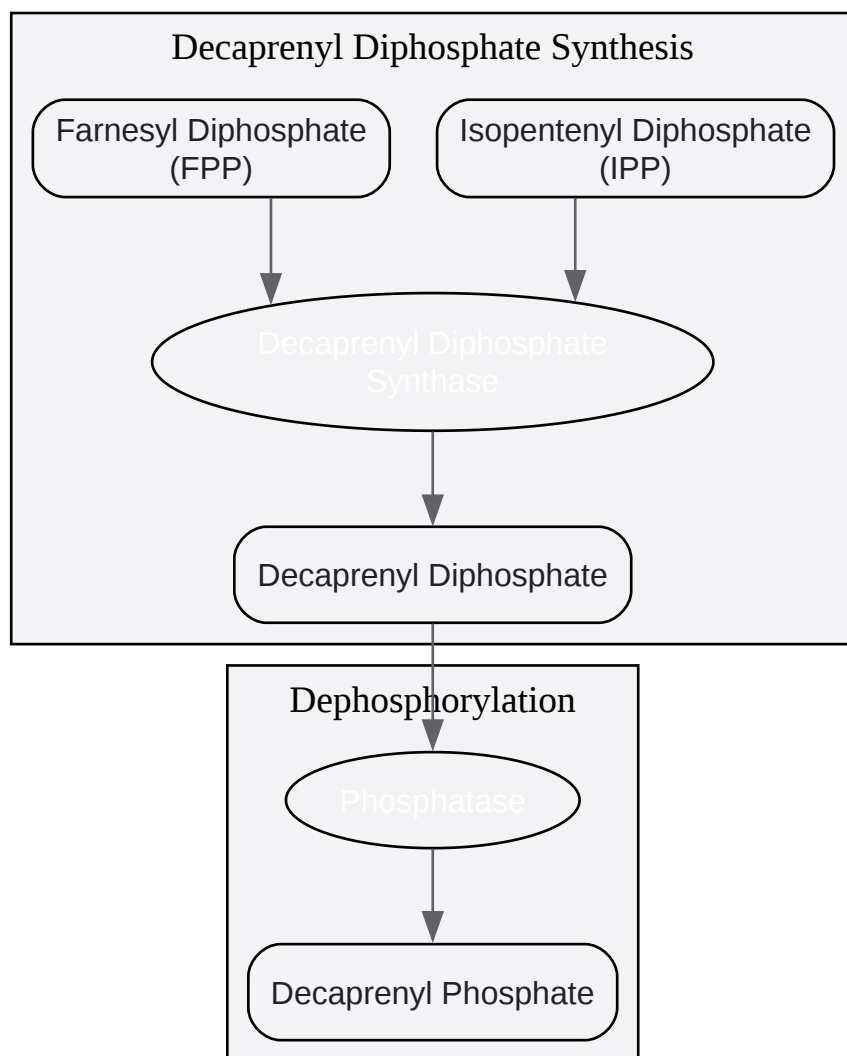 Decaprenyl Diphosphate Synthesis
Farnesyl Diphosphate
(FPP)
Isopentenyl Diphosphate
(IPP)
Decaprenyl Diphosphate
Synthase
Decaprenyl Diphosphate
Dephosphorylation
Phosphatase
Decaprenyl Phosphate